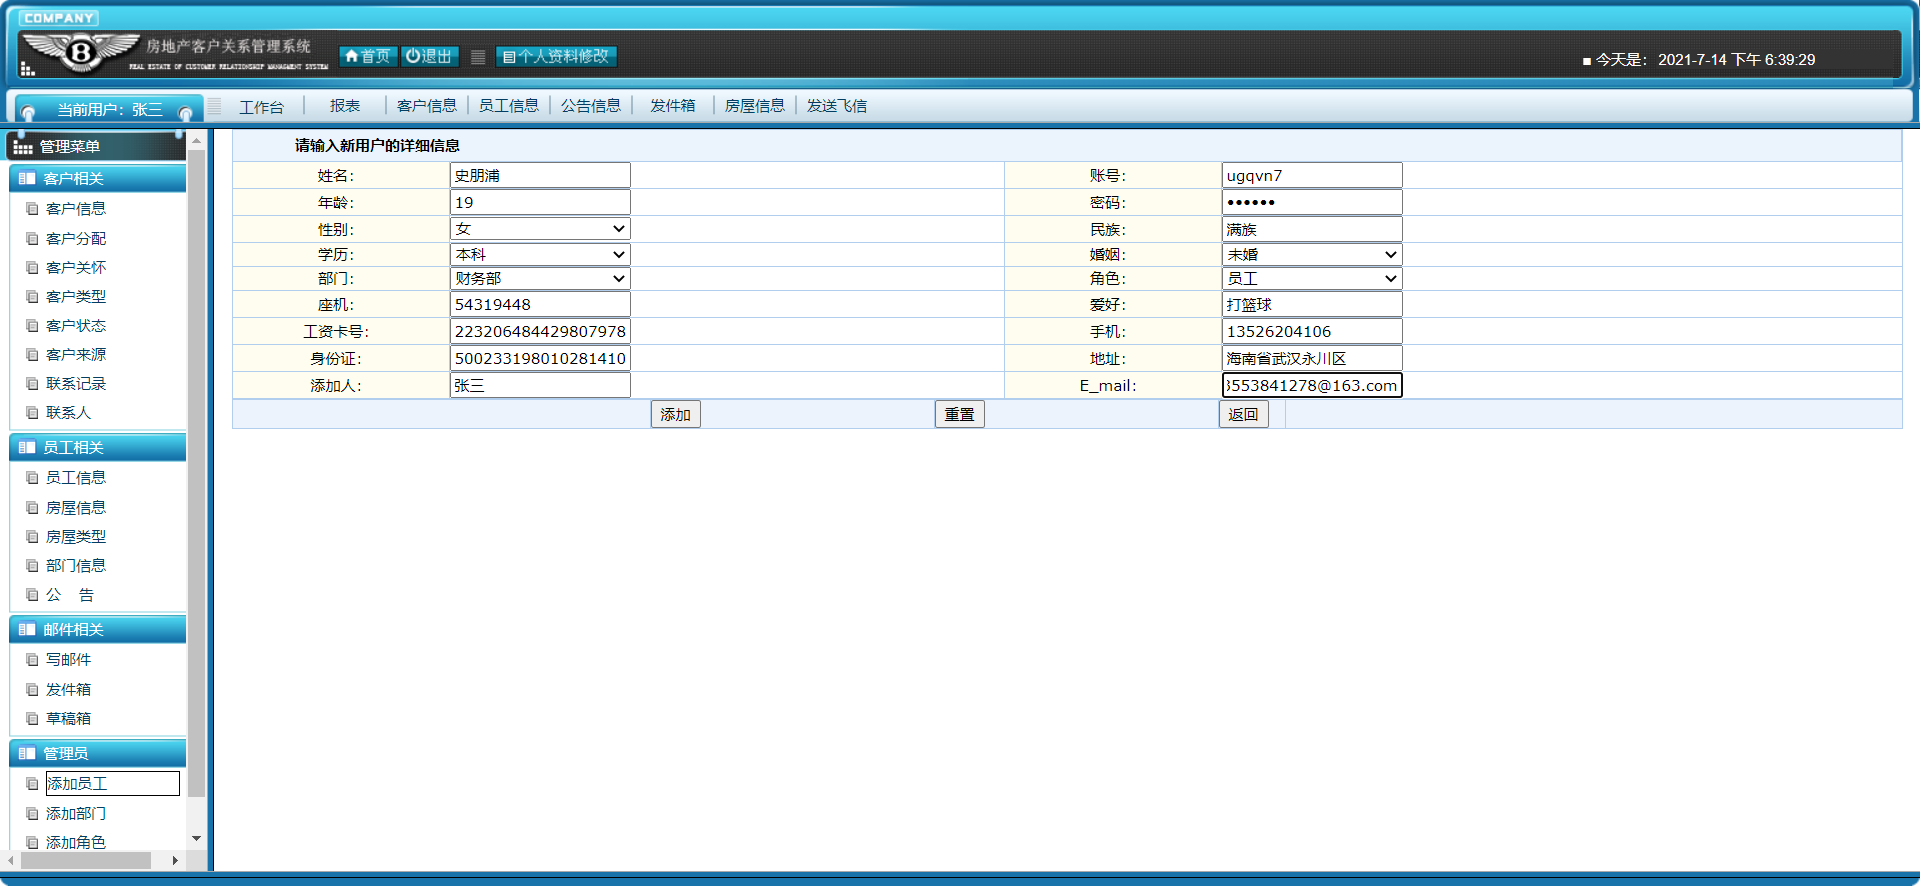 COMPANY
房地产客户关系管理系统
REAL ESTATE OF CUSTOMER RELATIONSHIP MANAGMENT SYSTEM
首页 退出 个人资料修改
■ 今天是： 2021-7-14 下午 6:39:29
当前用户：张三
工作台 报表 客户信息 员工信息 公告信息 发件箱 房屋信息 发送飞信
管理菜单
客户相关
客户信息
客户分配
客户关怀
客户类型
客户状态
客户来源
联系记录
联系人
员工相关
员工信息
房屋信息
房屋类型
部门信息
公 告
邮件相关
写邮件
发件箱
草稿箱
管理员
添加员工
添加部门
添加角色
请输入新用户的详细信息
姓名： 史朋浦 账号： ugqvn7
年龄： 19 密码： ••••••
性别： 女 民族： 满族
学历： 本科 婚姻： 未婚
部门： 财务部 角色： 员工
座机： 54319448 爱好： 打篮球
工资卡号： 223206484429807978 手机： 13526204106
身份证： 500233198010281410 地址： 海南省武汉永川区
添加人： 张三 E_mail： 3553841278@163.com
添加 重置 返回